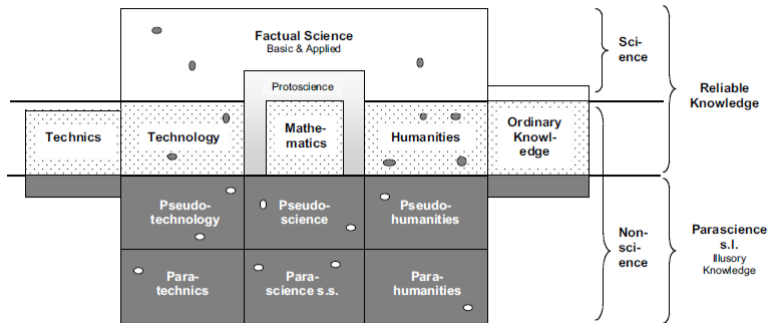 Factual Science
Basic & Applied
Sci-
ence
Protoscience
Reliable
Knowledge
Technics
Technology
Mathe-
matics
Humanities
Ordinary
Knowl-
edge
Pseudo-
technology
Pseudo-
science
Pseudo-
humanities
Non-
sci-
ence
Parascience
s.l.
Illusory
Knowledge
Para-
technics
Para-
science s.s.
Para-
humanities